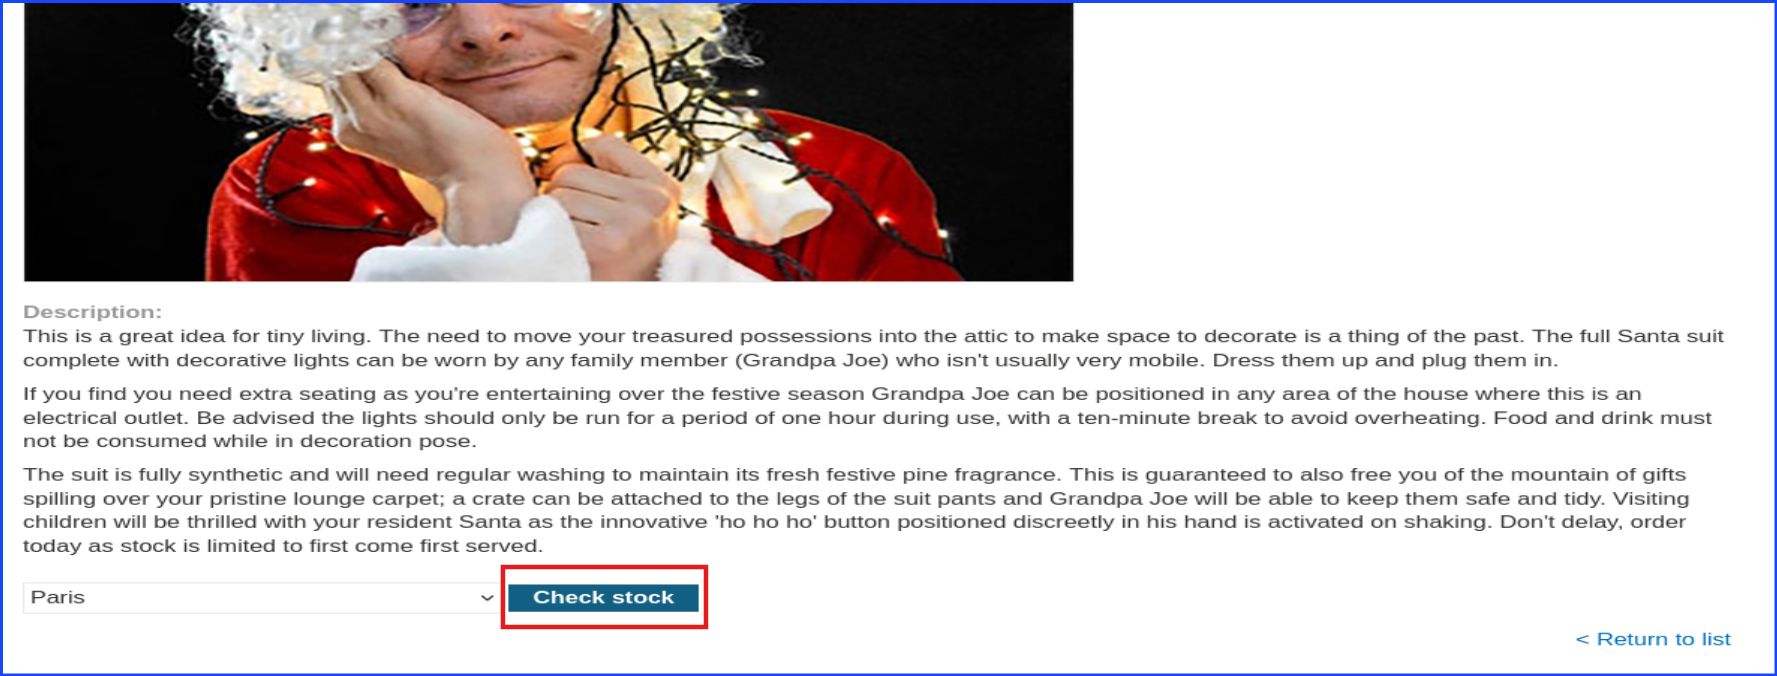 Description:
This is a great idea for tiny living. The need to move your treasured possessions into the attic to make space to decorate is a thing of the past. The full Santa suit
complete with decorative lights can be worn by any family member (Grandpa Joe) who isn't usually very mobile. Dress them up and plug them in.
If you find you need extra seating as you're entertaining over the festive season Grandpa Joe can be positioned in any area of the house where this is an
electrical outlet. Be advised the lights should only be run for a period of one hour during use, with a ten-minute break to avoid overheating. Food and drink must
not be consumed while in decoration pose.
The suit is fully synthetic and will need regular washing to maintain its fresh festive pine fragrance. This is guaranteed to also free you of the mountain of gifts
spilling over your pristine lounge carpet; a crate can be attached to the legs of the suit pants and Grandpa Joe will be able to keep them safe and tidy. Visiting
children will be thrilled with your resident Santa as the innovative 'ho ho ho' button positioned discreetly in his hand is activated on shaking. Don't delay, order
today as stock is limited to first come first served.
Paris
Check stock
< Return to list